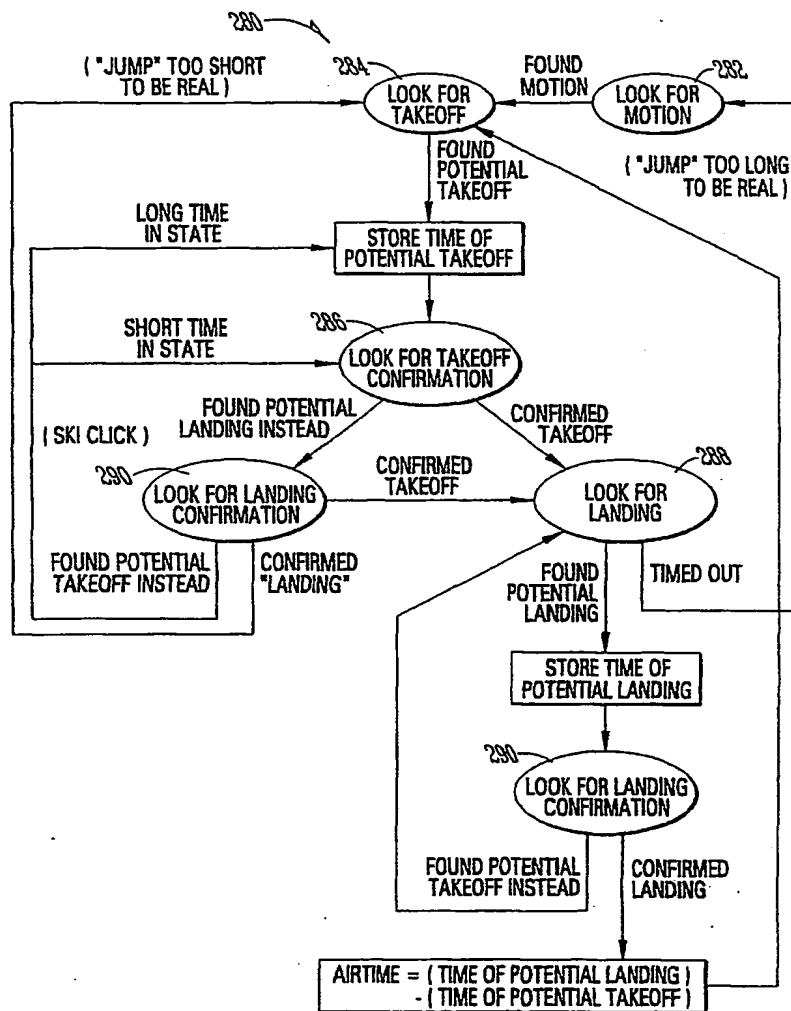 280
( "JUMP" TOO SHORT
TO BE REAL )
284
LOOK FOR
TAKEOFF
FOUND
MOTION
282
LOOK FOR
MOTION
FOUND
POTENTIAL
TAKEOFF
( "JUMP" TOO LONG
TO BE REAL )
LONG TIME
IN STATE
STORE TIME OF
POTENTIAL TAKEOFF
SHORT TIME
IN STATE
286
LOOK FOR TAKEOFF
CONFIRMATION
FOUND POTENTIAL
LANDING INSTEAD
CONFIRMED
TAKEOFF
( SKI CLICK )
290
LOOK FOR LANDING
CONFIRMATION
CONFIRMED
TAKEOFF
288
LOOK FOR
LANDING
FOUND POTENTIAL
TAKEOFF INSTEAD
CONFIRMED
"LANDING"
FOUND
POTENTIAL
LANDING
TIMED OUT
STORE TIME OF
POTENTIAL LANDING
290
LOOK FOR LANDING
CONFIRMATION
FOUND POTENTIAL
TAKEOFF INSTEAD
CONFIRMED
LANDING
AIRTIME = ( TIME OF POTENTIAL LANDING )
- ( TIME OF POTENTIAL TAKEOFF )